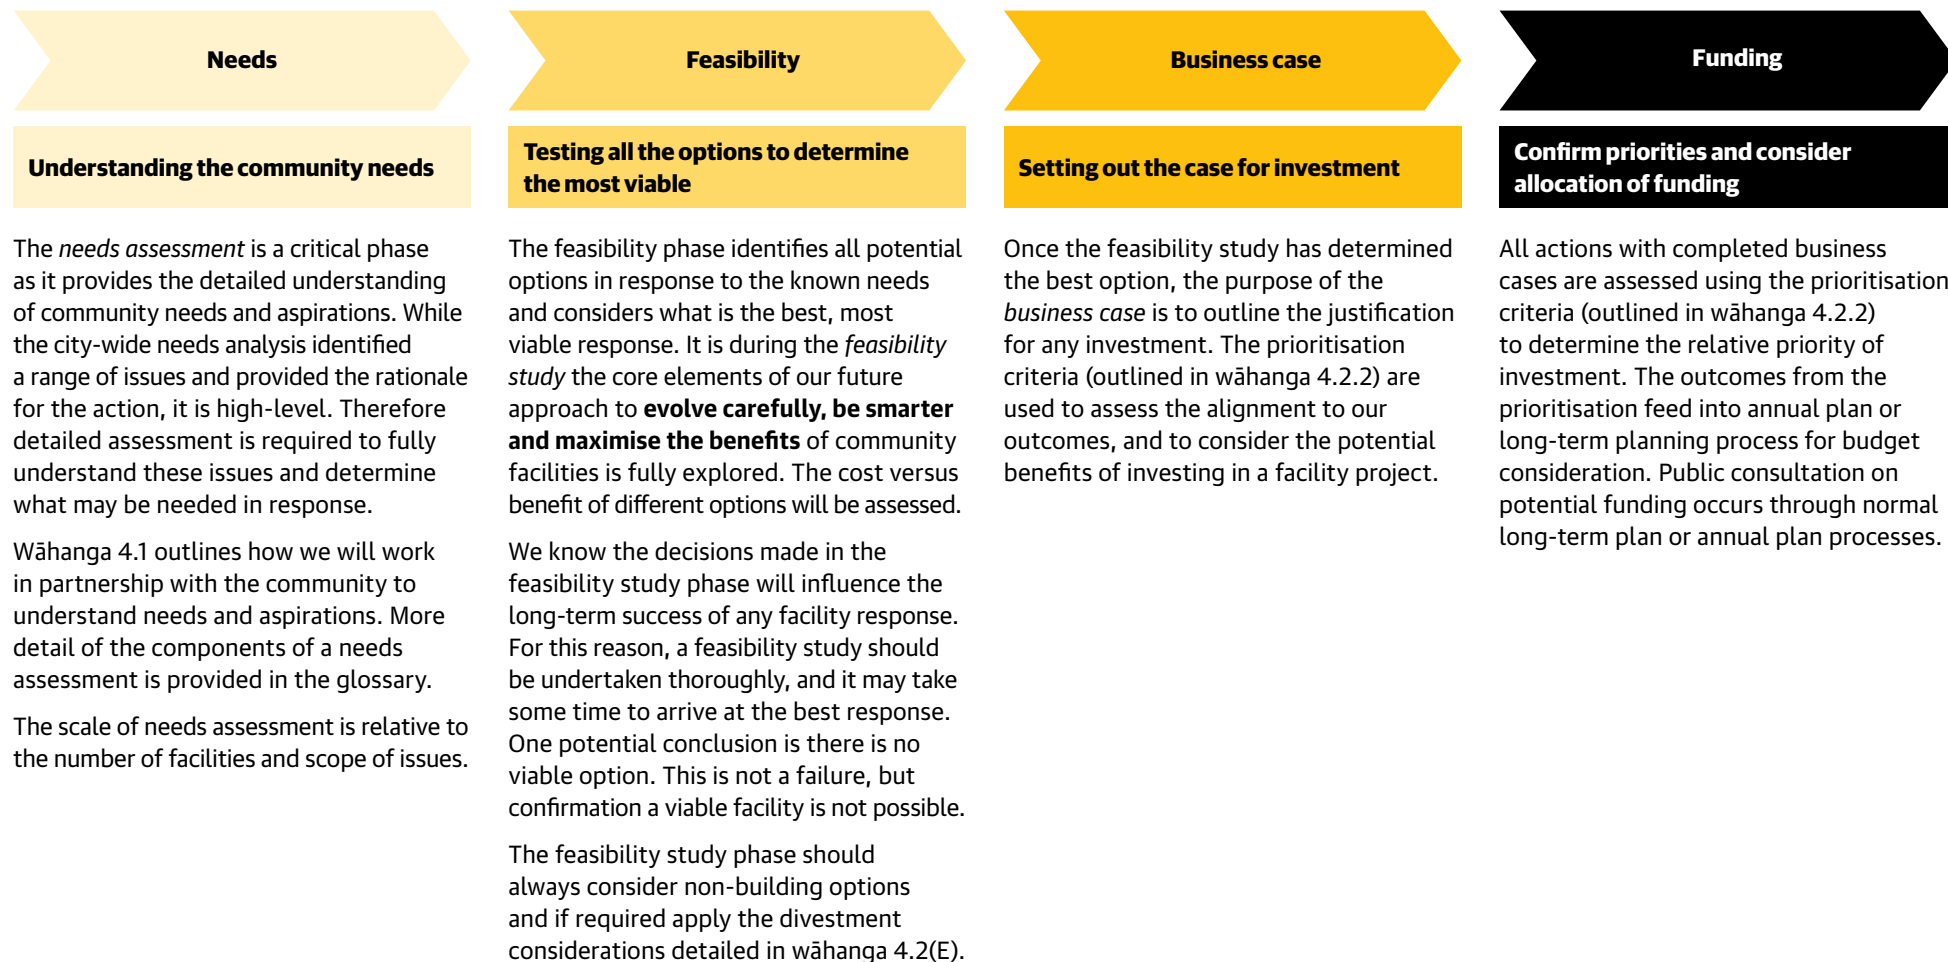 Needs
Understanding the community needs
The needs assessment is a critical phase
as it provides the detailed understanding
of community needs and aspirations. While
the city-wide needs analysis identified
a range of issues and provided the rationale
for the action, it is high-level. Therefore
detailed assessment is required to fully
understand these issues and determine
what may be needed in response.
Wāhanga 4.1 outlines how we will work
in partnership with the community to
understand needs and aspirations. More
detail of the components of a needs
assessment is provided in the glossary.
The scale of needs assessment is relative to
the number of facilities and scope of issues.
Feasibility
Testing all the options to determine
the most viable
The feasibility phase identifies all potential
options in response to the known needs
and considers what is the best, most
viable response. It is during the feasibility
study the core elements of our future
approach to evolve carefully, be smarter
and maximise the benefits of community
facilities is fully explored. The cost versus
benefit of different options will be assessed.
We know the decisions made in the
feasibility study phase will influence the
long-term success of any facility response.
For this reason, a feasibility study should
be undertaken thoroughly, and it may take
some time to arrive at the best response.
One potential conclusion is there is no
viable option. This is not a failure, but
confirmation a viable facility is not possible.
The feasibility study phase should
always consider non-building options
and if required apply the divestment
considerations detailed in wāhanga 4.2(E).
Business case
Setting out the case for investment
Once the feasibility study has determined
the best option, the purpose of the
business case is to outline the justification
for any investment. The prioritisation
criteria (outlined in wāhanga 4.2.2) are
used to assess the alignment to our
outcomes, and to consider the potential
benefits of investing in a facility project.
Funding
Confirm priorities and consider
allocation of funding
All actions with completed business
cases are assessed using the prioritisation
criteria (outlined in wāhanga 4.2.2)
to determine the relative priority of
investment. The outcomes from the
prioritisation feed into annual plan or
long-term planning process for budget
consideration. Public consultation on
potential funding occurs through normal
long-term plan or annual plan processes.